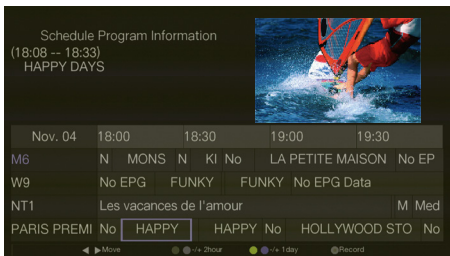 Schedule Program Information
(18:08 -- 18:33)
HAPPY DAYS
Nov. 04 18:00 18:30 19:00 19:30
M6 N MONS N KI No LA PETITE MAISON No EP
W9 No EPG FUNKY FUNKY No EPG Data
NT1 Les vacances de l'amour M Med
PARIS PREMI No HAPPY HAPPY No HOLLYWOOD STO No
Move -/+ 2hour -/+ 1day Record